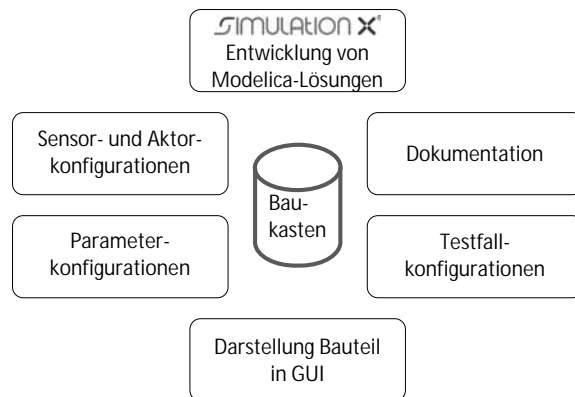 SIMULATION X®
Entwicklung von
Modelica-Lösungen
Sensor- und Aktor-
konfigurationen
Dokumentation
Bau-
kasten
Parameter-
konfigurationen
Testfall-
konfigurationen
Darstellung Bauteil
in GUI